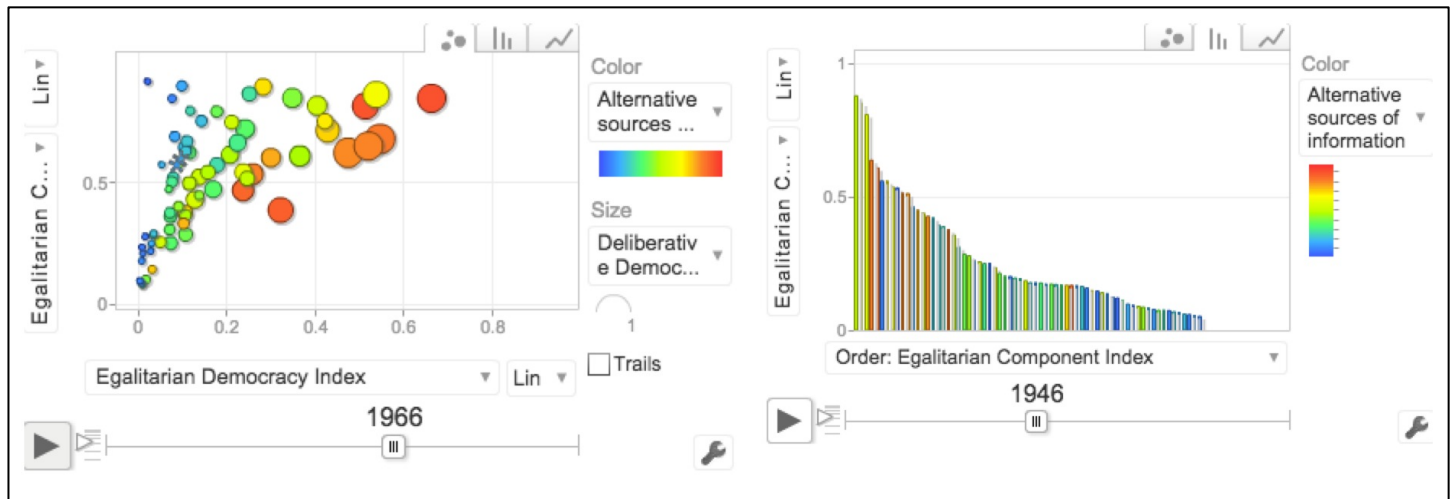 Lin
Egalitarian C...
1
0.5
0
0
0.2
0.4
0.6
0.8
Color
Alternative
sources ...
Size
Deliberativ
e Democ...
1
Trails
Egalitarian Democracy Index
Lin
1966
Lin
Egalitarian C...
1
0.5
0
Color
Alternative
sources of
information
Order: Egalitarian Component Index
1946